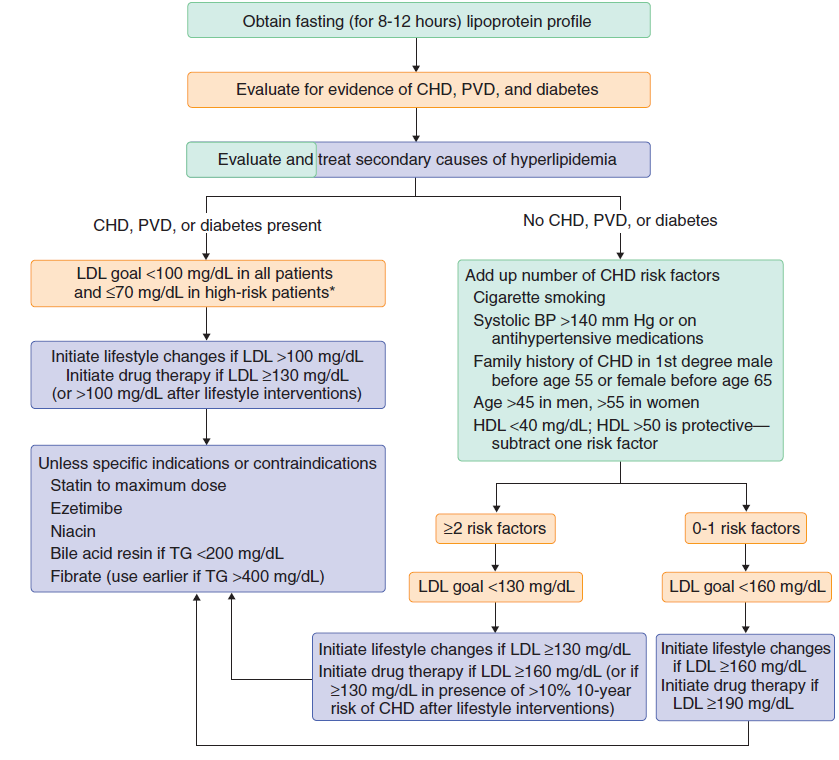 Obtain fasting (for 8-12 hours) lipoprotein profile
Evaluate for evidence of CHD, PVD, and diabetes
Evaluate and treat secondary causes of hyperlipidemia
CHD, PVD, or diabetes present
LDL goal <100 mg/dL in all patients
and ≤70 mg/dL in high-risk patients*
Initiate lifestyle changes if LDL >100 mg/dL
Initiate drug therapy if LDL ≥130 mg/dL
(or >100 mg/dL after lifestyle interventions)
Unless specific indications or contraindications
Statin to maximum dose
Ezetimibe
Niacin
Bile acid resin if TG <200 mg/dL
Fibrate (use earlier if TG >400 mg/dL)
No CHD, PVD, or diabetes
Add up number of CHD risk factors
Cigarette smoking
Systolic BP >140 mm Hg or on
antihypertensive medications
Family history of CHD in 1st degree male
before age 55 or female before age 65
Age >45 in men, >55 in women
HDL <40 mg/dL; HDL >50 is protective—
subtract one risk factor
≥2 risk factors
LDL goal <130 mg/dL
Initiate lifestyle changes if LDL ≥130 mg/dL
Initiate drug therapy if LDL ≥160 mg/dL (or if
≥130 mg/dL in presence of >10% 10-year
risk of CHD after lifestyle interventions)
0-1 risk factors
LDL goal <160 mg/dL
Initiate lifestyle changes
if LDL ≥160 mg/dL
Initiate drug therapy if
LDL ≥190 mg/dL